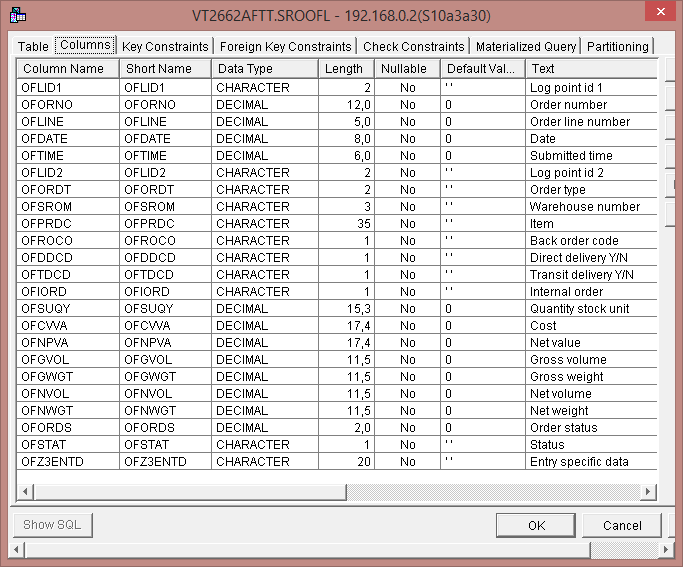 VT2662AFTT.SROOFL - 192.168.0.2(S10a3a30)
Table Columns Key Constraints Foreign Key Constraints Check Constraints Materialized Query Partitioning
Column Name Short Name Data Type Length Nullable Default Val... Text
OFLID1 OFLID1 CHARACTER 2 No ' ' Log point id 1
OFORNO OFORNO DECIMAL 12,0 No 0 Order number
OFLINE OFLINE DECIMAL 5,0 No 0 Order line number
OFDATE OFDATE DECIMAL 8,0 No 0 Date
OFTIME OFTIME DECIMAL 6,0 No 0 Submitted time
OFLID2 OFLID2 CHARACTER 2 No ' ' Log point id 2
OFORDT OFORDT CHARACTER 2 No ' ' Order type
OFSROM OFSROM CHARACTER 3 No ' ' Warehouse number
OFPRDC OFPRDC CHARACTER 35 No ' ' Item
OFROCO OFROCO CHARACTER 1 No ' ' Back order code
OFDDCD OFDDCD CHARACTER 1 No ' ' Direct delivery Y/N
OFTDCD OFTDCD CHARACTER 1 No ' ' Transit delivery Y/N
OFIORD OFIORD CHARACTER 1 No ' ' Internal order
OFSUQY OFSUQY DECIMAL 15,3 No 0 Quantity stock unit
OFCVVA OFCVVA DECIMAL 17,4 No 0 Cost
OFNPVA OFNPVA DECIMAL 17,4 No 0 Net value
OFGVOL OFGVOL DECIMAL 11,5 No 0 Gross volume
OFGWGT OFGWGT DECIMAL 11,5 No 0 Gross weight
OFNVOL OFNVOL DECIMAL 11,5 No 0 Net volume
OFNWGT OFNWGT DECIMAL 11,5 No 0 Net weight
OFORDS OFORDS DECIMAL 2,0 No 0 Order status
OFSTAT OFSTAT CHARACTER 1 No ' ' Status
OFZ3ENTD OFZ3ENTD CHARACTER 20 No ' ' Entry specific data
Show SQL OK Cancel